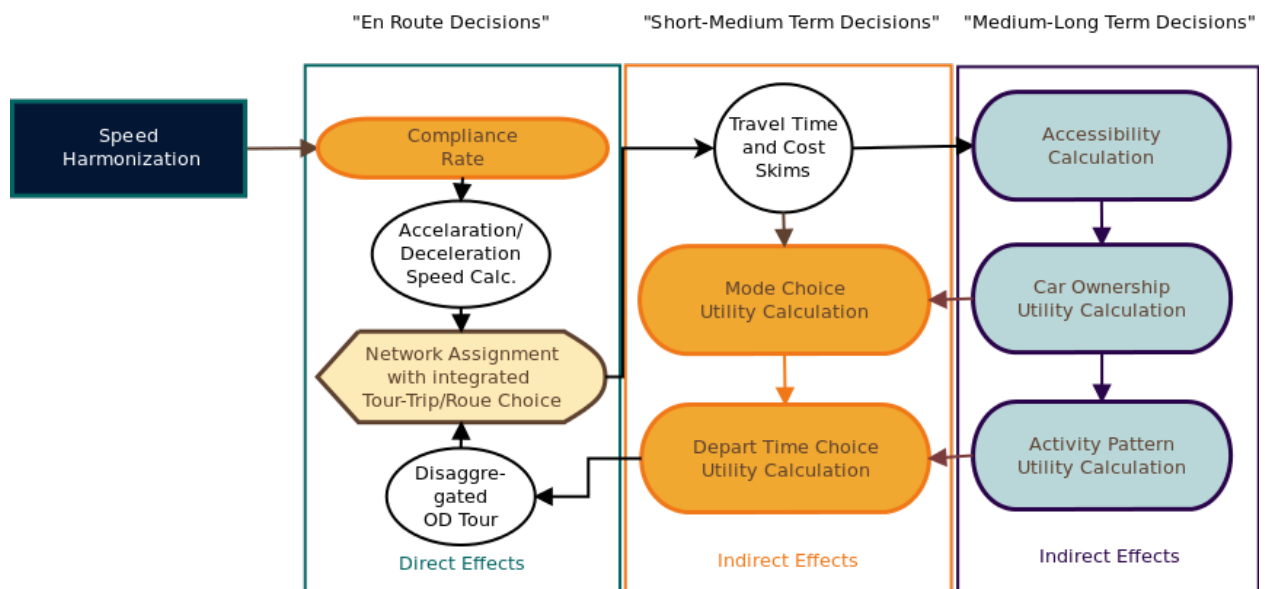 "En Route Decisions"
"Short-Medium Term Decisions"
"Medium-Long Term Decisions"
Speed
Harmonization
Compliance
Rate
Accelaration/
Deceleration
Speed Calc.
Network Assignment
with integrated
Tour-Trip/Roue Choice
Disaggre-
gated
OD Tour
Direct Effects
Travel Time
and Cost
Skims
Mode Choice
Utility Calculation
Depart Time Choice
Utility Calculation
Indirect Effects
Accessibility
Calculation
Car Ownership
Utility Calculation
Activity Pattern
Utility Calculation
Indirect Effects